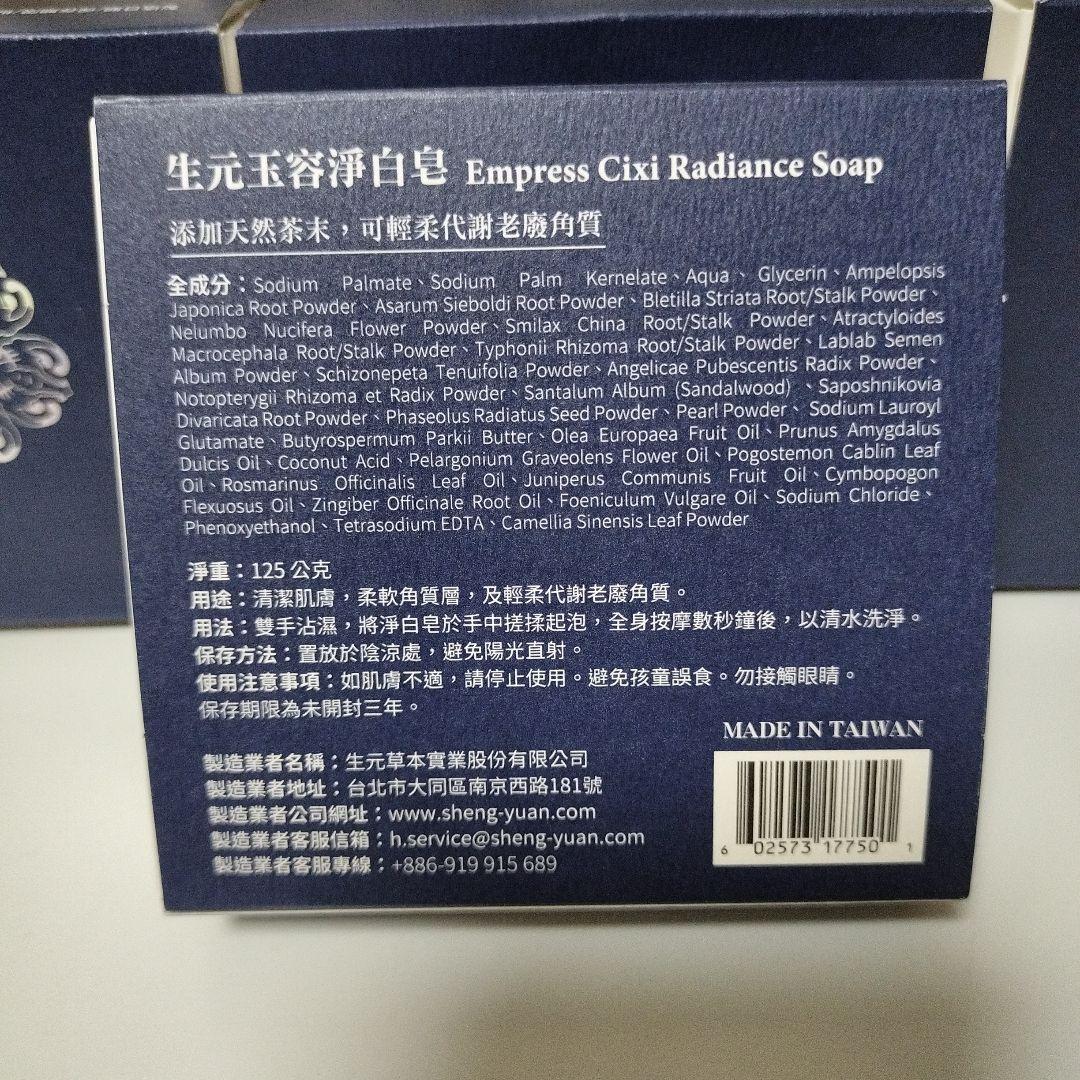 生元玉容淨白皂 Empress Cixi Radiance Soap
添加天然茶末，可輕柔代謝老廢角質
全成分：Sodium Palmate、Sodium Palm Kernelate、Aqua、Glycerin、Ampelopsis
Japonica Root Powder、Asarum Sieboldi Root Powder、Bletilla Striata Root/Stalk Powder、
Nelumbo Nucifera Flower Powder、Smilax China Root/Stalk Powder、Atractyloides
Macrocephala Root/Stalk Powder、Typhonii Rhizoma Root/Stalk Powder、Lablab Semen
Album Powder、Schizonepeta Tenuifolia Powder、Angelicae Pubescentis Radix Powder、
Notopterygii Rhizoma et Radix Powder、Santalum Album (Sandalwood)、Saposhnikovia
Divaricata Root Powder、Phaseolus Radiatus Seed Powder、Pearl Powder、Sodium Lauroyl
Glutamate、Butyrospermum Parkii Butter、Olea Europaea Fruit Oil、Prunus Amygdalus
Dulcis Oil、Coconut Acid、Pelargonium Graveolens Flower Oil、Pogostemon Cablin Leaf
Oil、Rosmarinus Officinalis Leaf Oil、Juniperus Communis Fruit Oil、Cymbopogon
Flexuosus Oil、Zingiber Officinale Root Oil、Foeniculum Vulgare Oil、Sodium Chloride、
Phenoxyethanol、Tetrasodium EDTA、Camellia Sinensis Leaf Powder
淨重：125公克
用途：清潔肌膚，柔軟角質層，及輕柔代謝老廢角質。
用法：雙手沾濕，將淨白皂於手中搓揉起泡，全身按摩數秒鐘後，以清水洗淨。
保存方法：置放於陰涼處，避免陽光直射。
使用注意事項：如肌膚不適，請停止使用。避免孩童誤食。勿接觸眼睛。
保存期限為未開封三年。
MADE IN TAIWAN
製造業者名稱：生元草本實業股份有限公司
製造業者地址：台北市大同區南京西路181號
製造業者公司網址：www.sheng-yuan.com
製造業者客服信箱：h.service@sheng-yuan.com
製造業者客服專線：+886-919 915 689
6 02573 17750 1